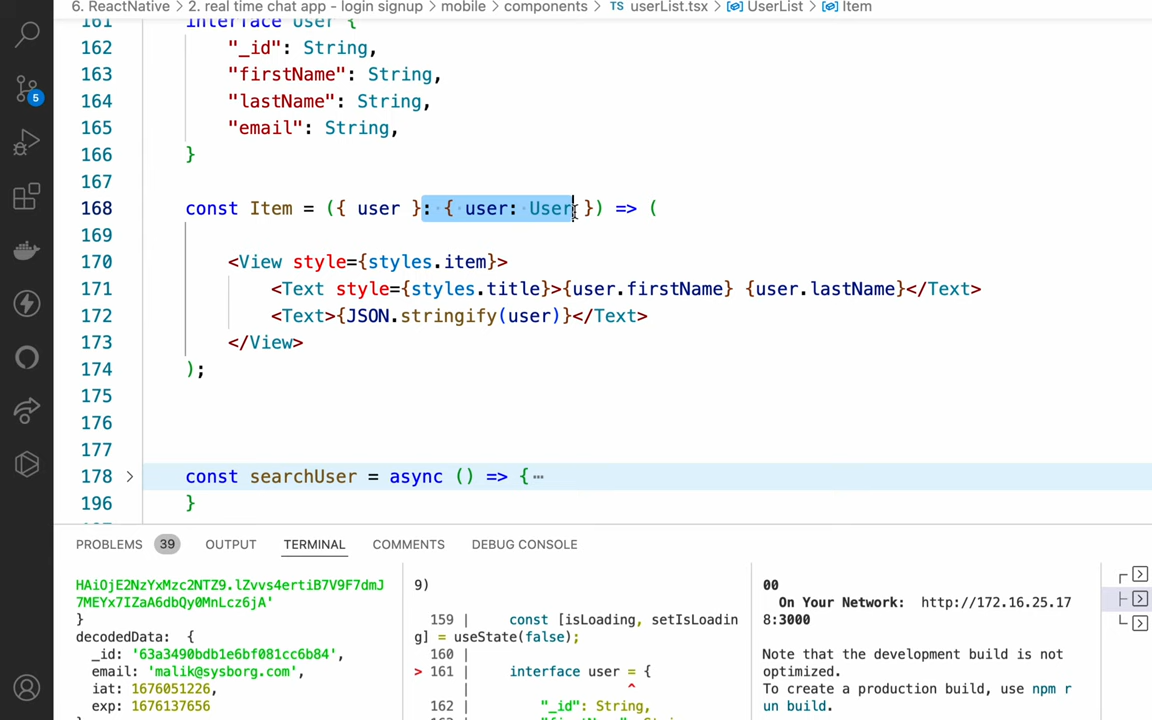 6. ReactNative > 2. real time chat app - login signup > mobile > components > TS userList.tsx > UserList > Item
161 interface User {
162 "_id": String,
163 "firstName": String,
164 "lastName": String,
165 "email": String,
166 }
167
168 const Item = ({ user }: { user: User }) => (
169
170 <View style={styles.item}>
171 <Text style={styles.title}>{user.firstName} {user.lastName}</Text>
172 <Text>{JSON.stringify(user)}</Text>
173 </View>
174 );
175
176
177
178 > const searchUser = async () => {⋯
196 }
5
PROBLEMS 39 OUTPUT TERMINAL COMMENTS DEBUG CONSOLE
HAiOjE2NzYxMzc2NTZ9.lZvvs4ertiB7V9F7dmJ
7MEYx7IZaA6dbQy0MnLcz6jA'
}
decodedData: {
_id: '63a3490bdb1e6bf081cc6b84',
email: 'malik@sysborg.com',
iat: 1676051226,
exp: 1676137656
9)
159 | const [isLoading, setIsLoadin
g] = useState(false);
160 |
> 161 | interface user = {
| ^
162 | "_id": String,
00
On Your Network: http://172.16.25.17
8:3000
Note that the development build is not
optimized.
To create a production build, use npm r
un build.